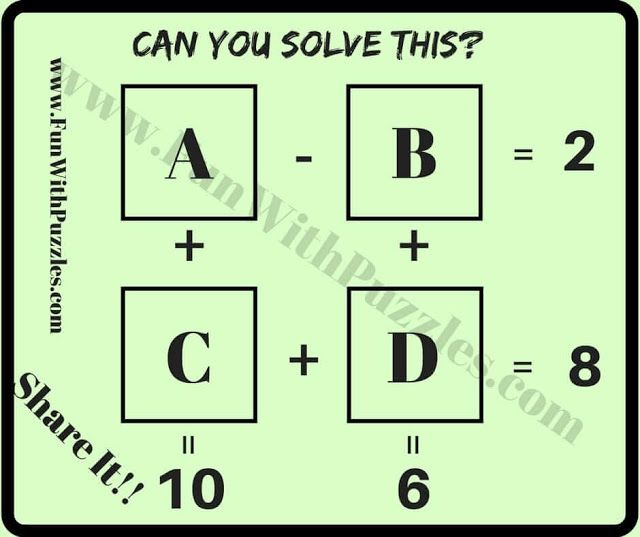 CAN YOU SOLVE THIS?
www.FunWithPuzzles.com
www.FunWithPuzzles.com
A - B = 2
+ +
C + D = 8
= =
10 6
Share It!!